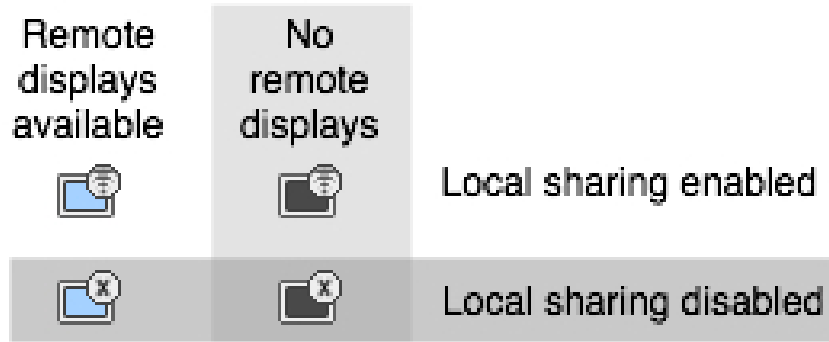 Remote
displays
available
No
remote
displays
Local sharing enabled
x
x
Local sharing disabled